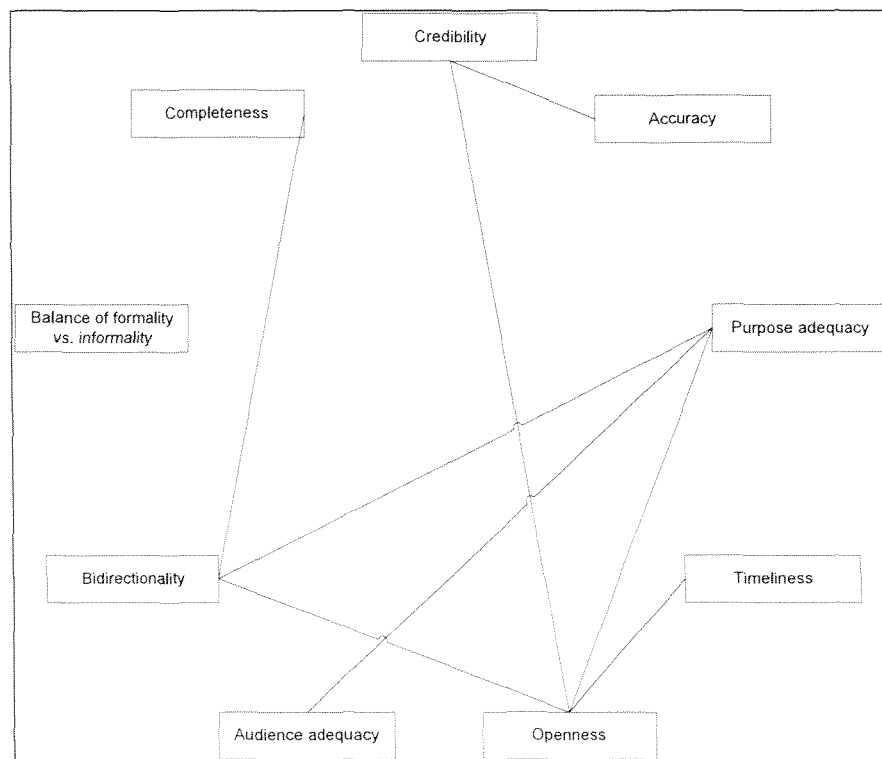 Credibility
Completeness
Accuracy
Balance of formality
vs. informality
Purpose adequacy
Bidirectionality
Timeliness
Audience adequacy
Openness